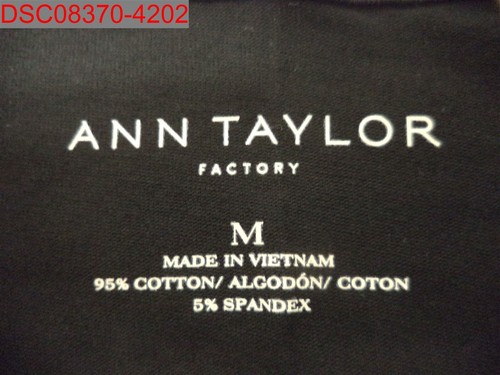 DSC08370-4202
ANN TAYLOR
FACTORY
M
MADE IN VIETNAM
95% COTTON/ ALGODÓN/ COTON
5% SPANDEX